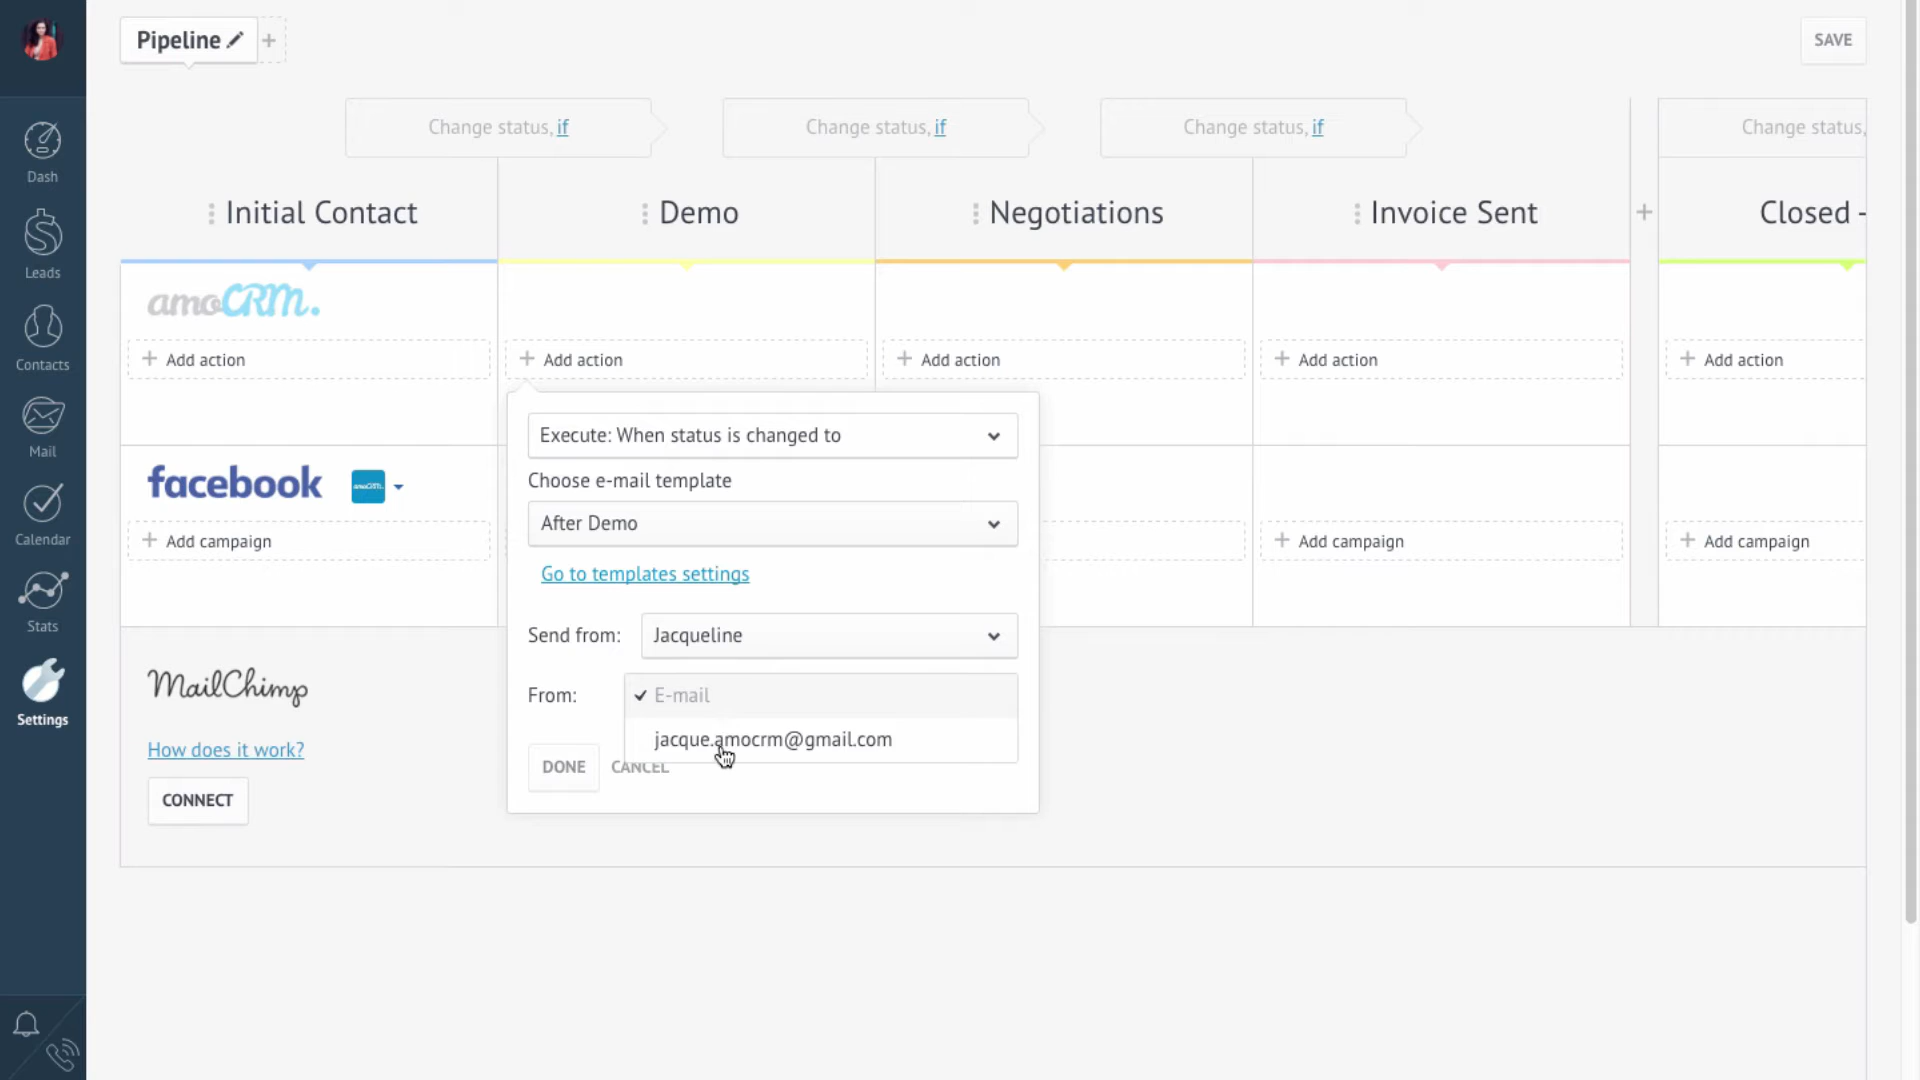 Pipeline
+
SAVE
Change status, if
Change status, if
Change status, if
Change status,
Dash
Leads
Contacts
Mail
Calendar
Stats
Settings
Initial Contact
Demo
Negotiations
Invoice Sent
+
Closed -
amoCRM.
+ Add action
+ Add action
+ Add action
+ Add action
+ Add action
facebook
amoCRM.
+ Add campaign
+ Add campaign
+ Add campaign
Execute: When status is changed to
Choose e-mail template
After Demo
Go to templates settings
Send from: Jacqueline
From: E-mail
jacque.amocrm@gmail.com
DONE CANCEL
MailChimp
How does it work?
CONNECT